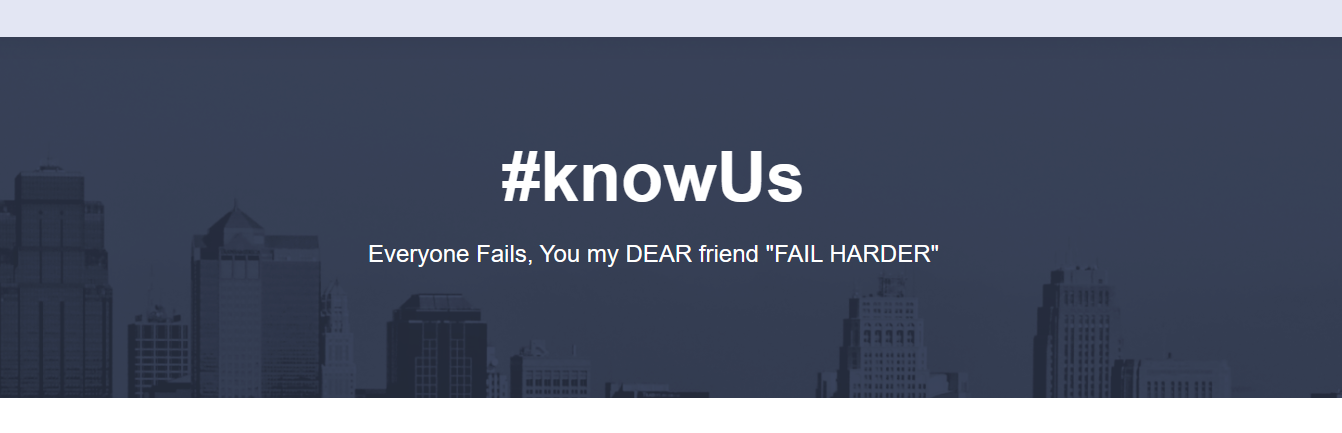 #knowUs
Everyone Fails, You my DEAR friend "FAIL HARDER"